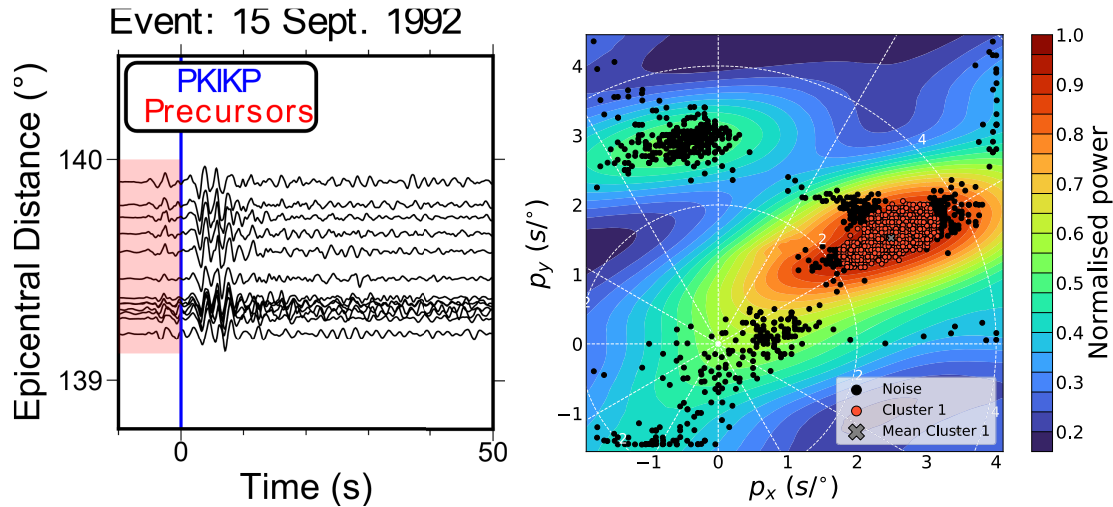 Event: 15 Sept. 1992
PKIKP
Precursors
Epicentral Distance (°)
140
139
0
50
Time (s)
4
3
2
1
0
−1
p_y (s/°)
−1
0
1
2
3
4
p_x (s/°)
4
2
2
2
2
4
Noise
Cluster 1
Mean Cluster 1
1.0
0.9
0.8
0.7
0.6
0.5
0.4
0.3
0.2
Normalised power